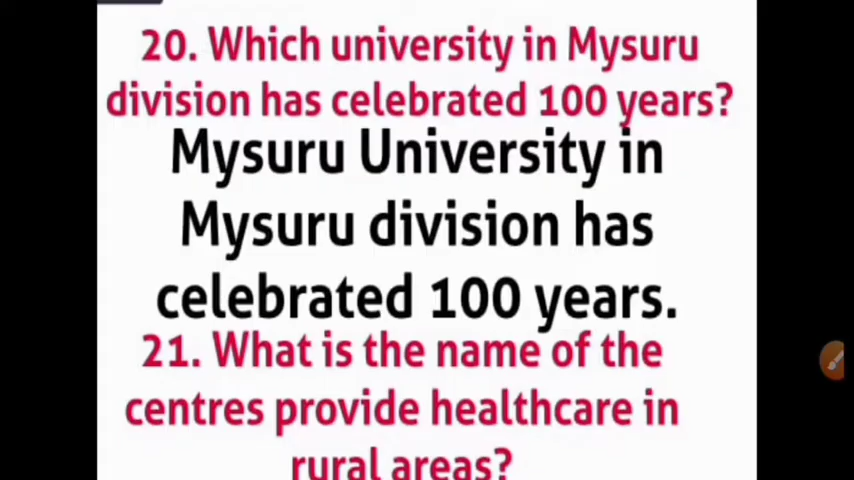 20. Which university in Mysuru
division has celebrated 100 years?
Mysuru University in
Mysuru division has
celebrated 100 years.
21. What is the name of the
centres provide healthcare in
rural areas?